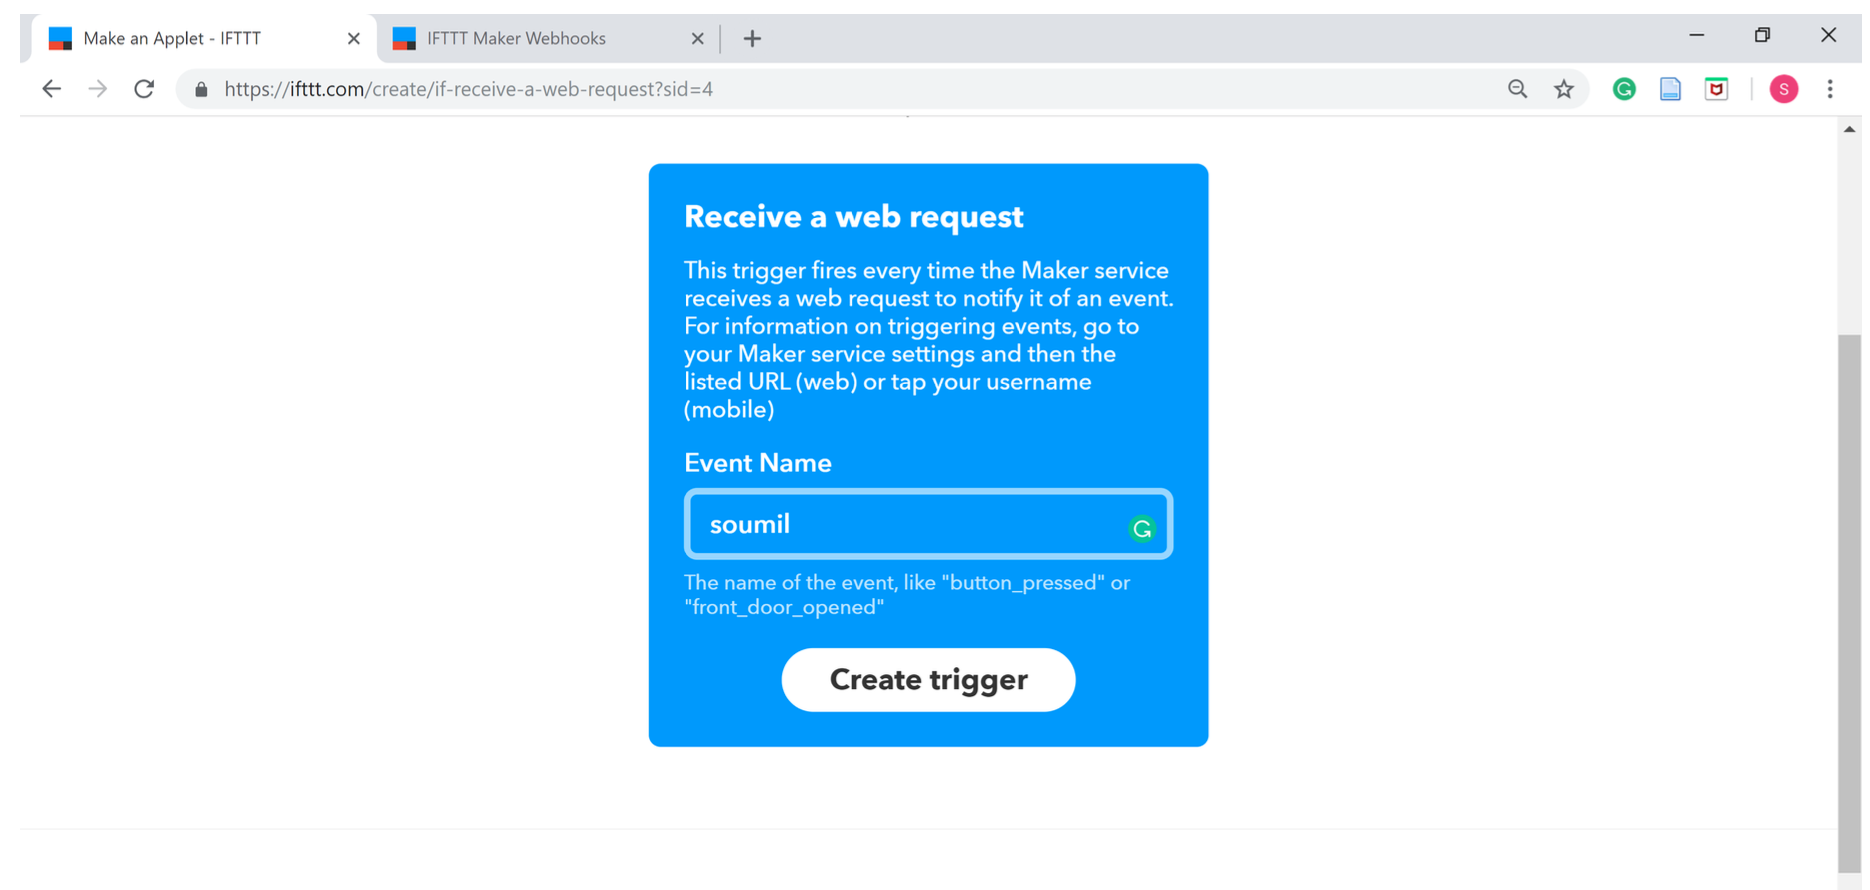 Make an Applet - IFTTT
IFTTT Maker Webhooks
https://ifttt.com/create/if-receive-a-web-request?sid=4
S
Receive a web request
This trigger fires every time the Maker service
receives a web request to notify it of an event.
For information on triggering events, go to
your Maker service settings and then the
listed URL (web) or tap your username
(mobile)
Event Name
soumil
The name of the event, like "button_pressed" or
"front_door_opened"
Create trigger